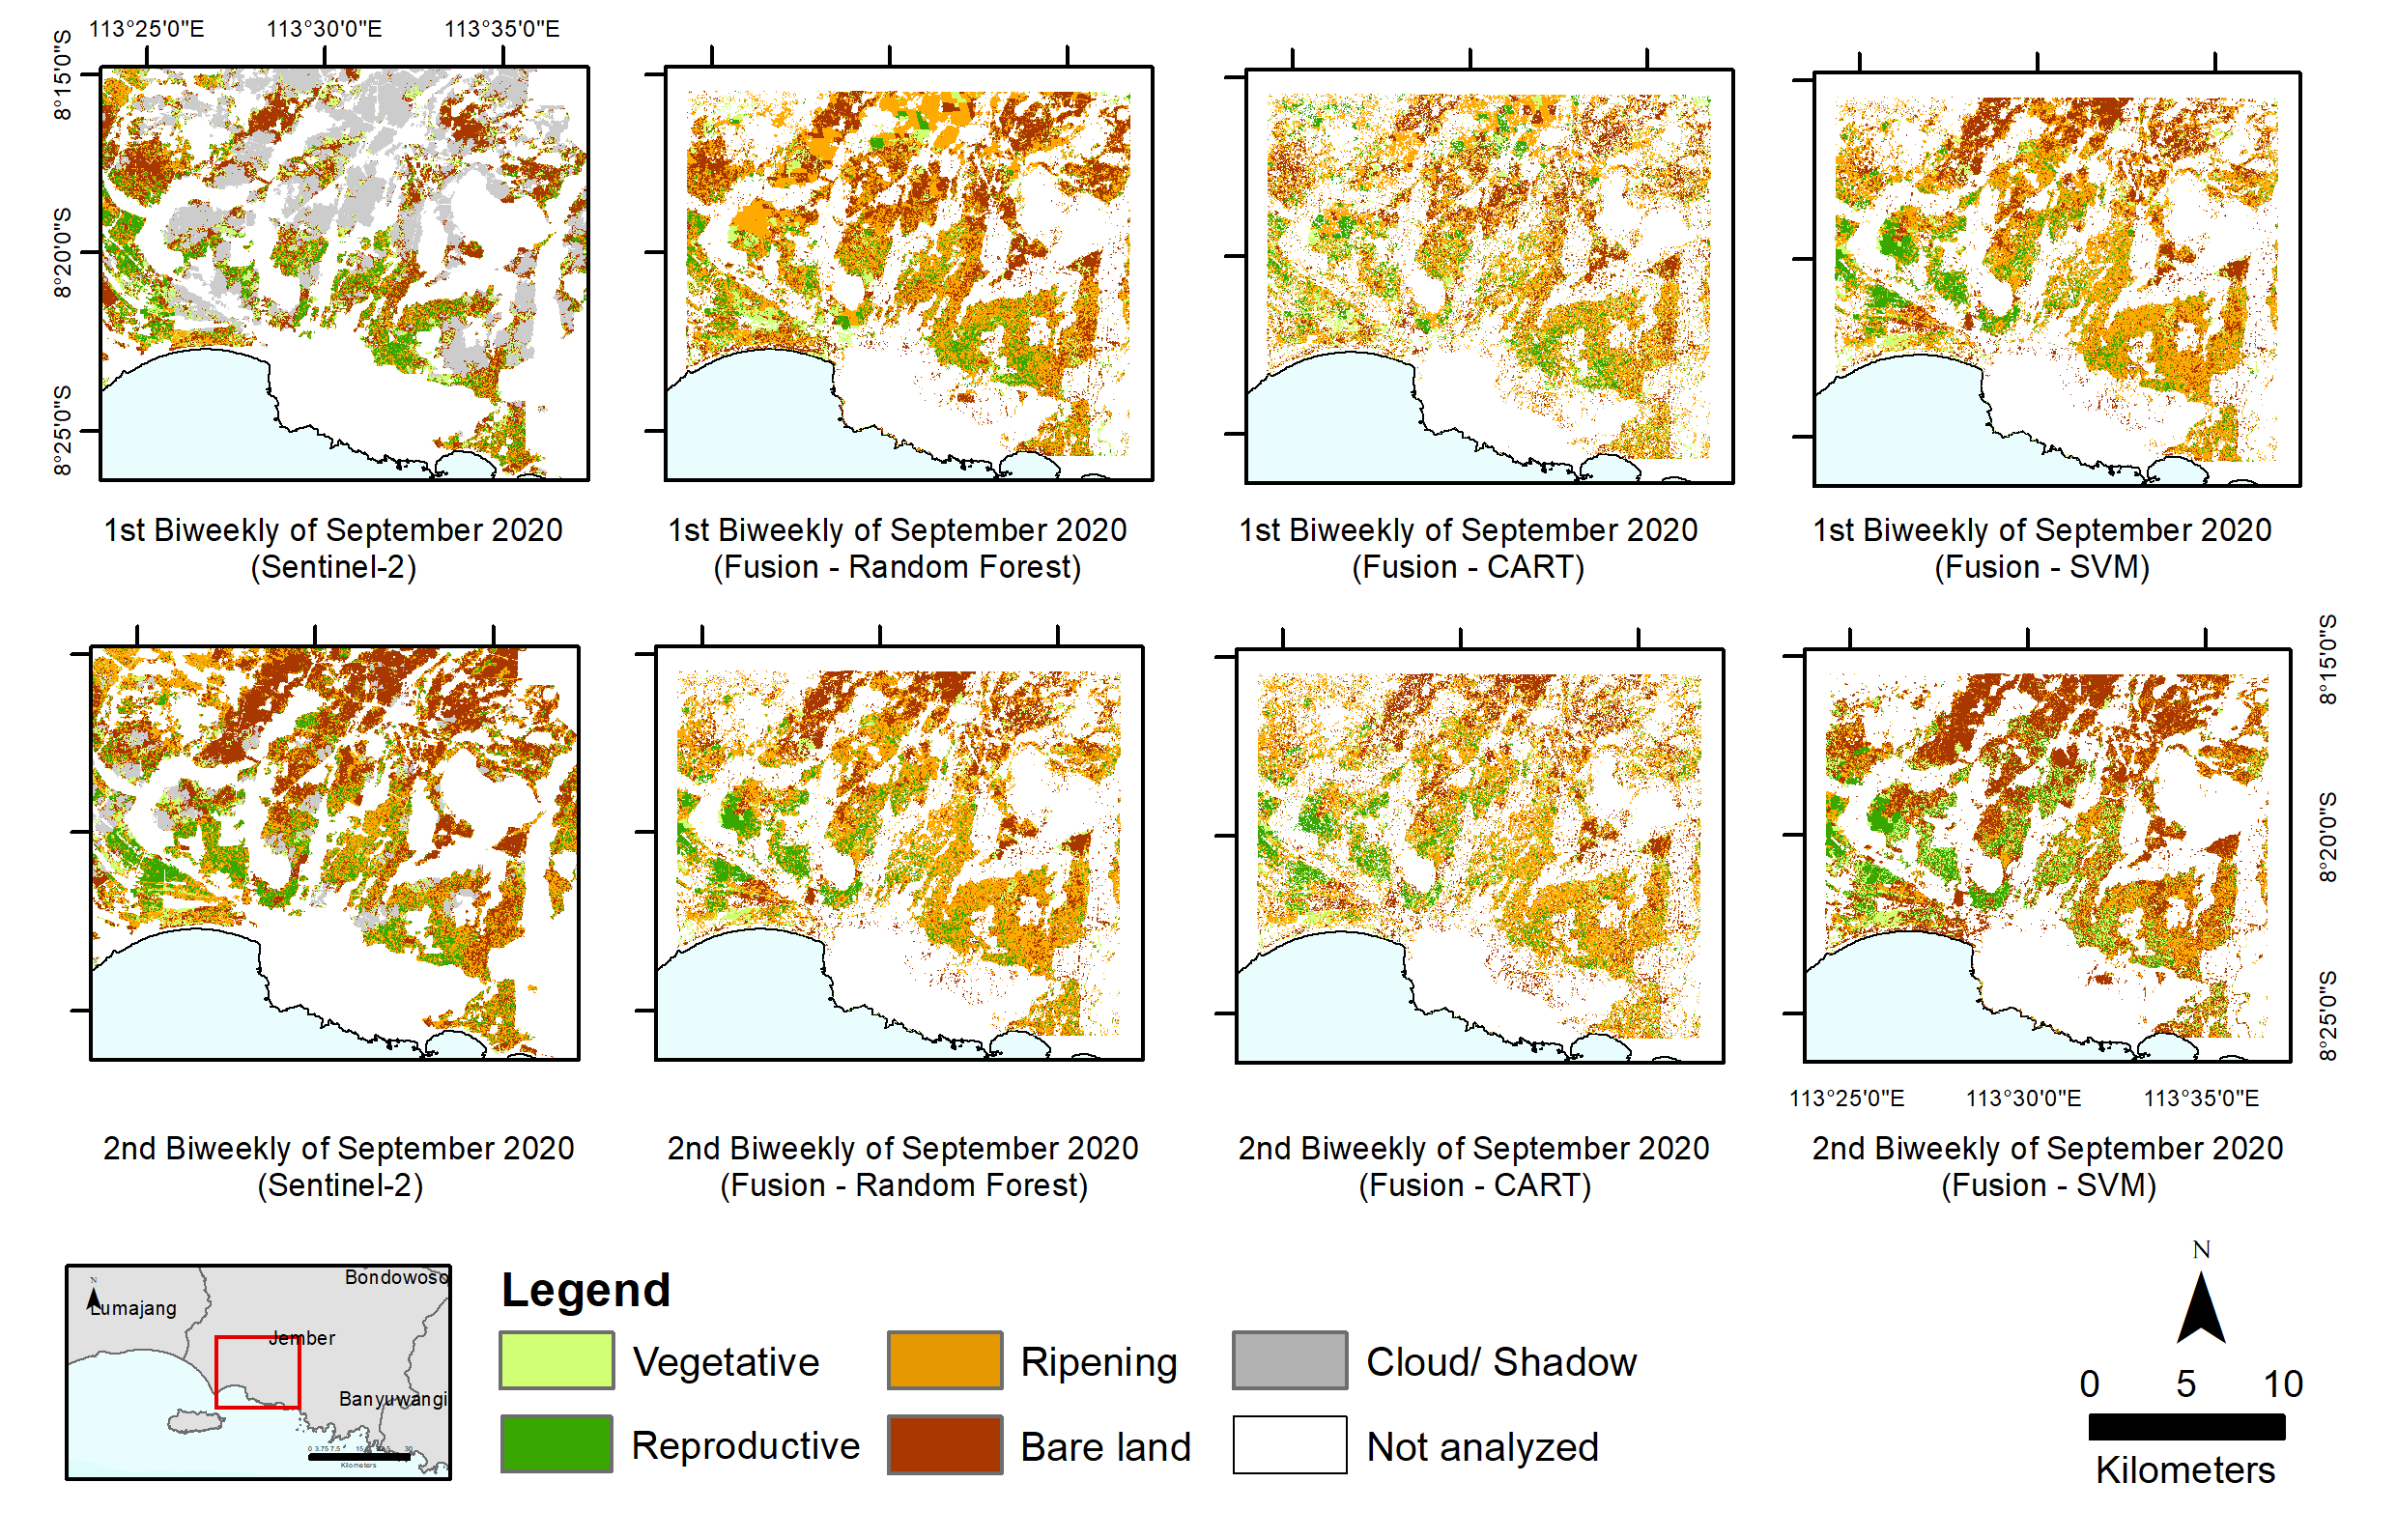 113°25'0"E 113°30'0"E 113°35'0"E
8°15'0"S
8°20'0"S
8°25'0"S
1st Biweekly of September 2020
(Sentinel-2)
1st Biweekly of September 2020
(Fusion - Random Forest)
1st Biweekly of September 2020
(Fusion - CART)
1st Biweekly of September 2020
(Fusion - SVM)
8°15'0"S
8°20'0"S
8°25'0"S
113°25'0"E 113°30'0"E 113°35'0"E
2nd Biweekly of September 2020
(Sentinel-2)
2nd Biweekly of September 2020
(Fusion - Random Forest)
2nd Biweekly of September 2020
(Fusion - CART)
2nd Biweekly of September 2020
(Fusion - SVM)
N
Bondowoso
Lumajang
Jember
Banyuwangi
Kilometers
Legend
Vegetative
Ripening
Cloud/ Shadow
Reproductive
Bare land
Not analyzed
N
0 5 10
Kilometers